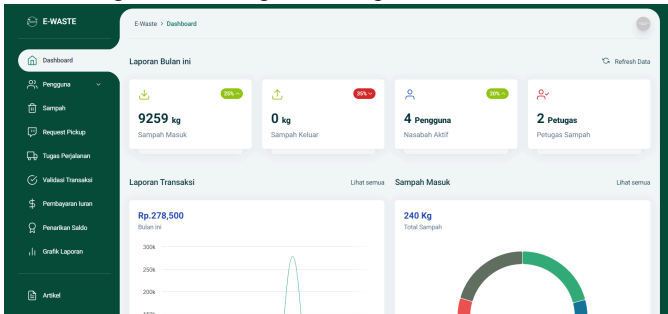 E-WASTE
E-Waste > Dashboard
Dashboard
Pengguna
Sampah
Request Pickup
Tugas Perjalanan
Validasi Transaksi
Pembayaran Iuran
Penarikan Saldo
Grafik Laporan
Artikel
Laporan Bulan ini
Refresh Data
25%
9259 kg
Sampah Masuk
35%
0 kg
Sampah Keluar
20%
4 Pengguna
Nasabah Aktif
2 Petugas
Petugas Sampah
Laporan Transaksi
Lihat semua
Rp.278,500
Bulan ini
300k
250k
200k
Sampah Masuk
Lihat semua
240 Kg
Total Sampah